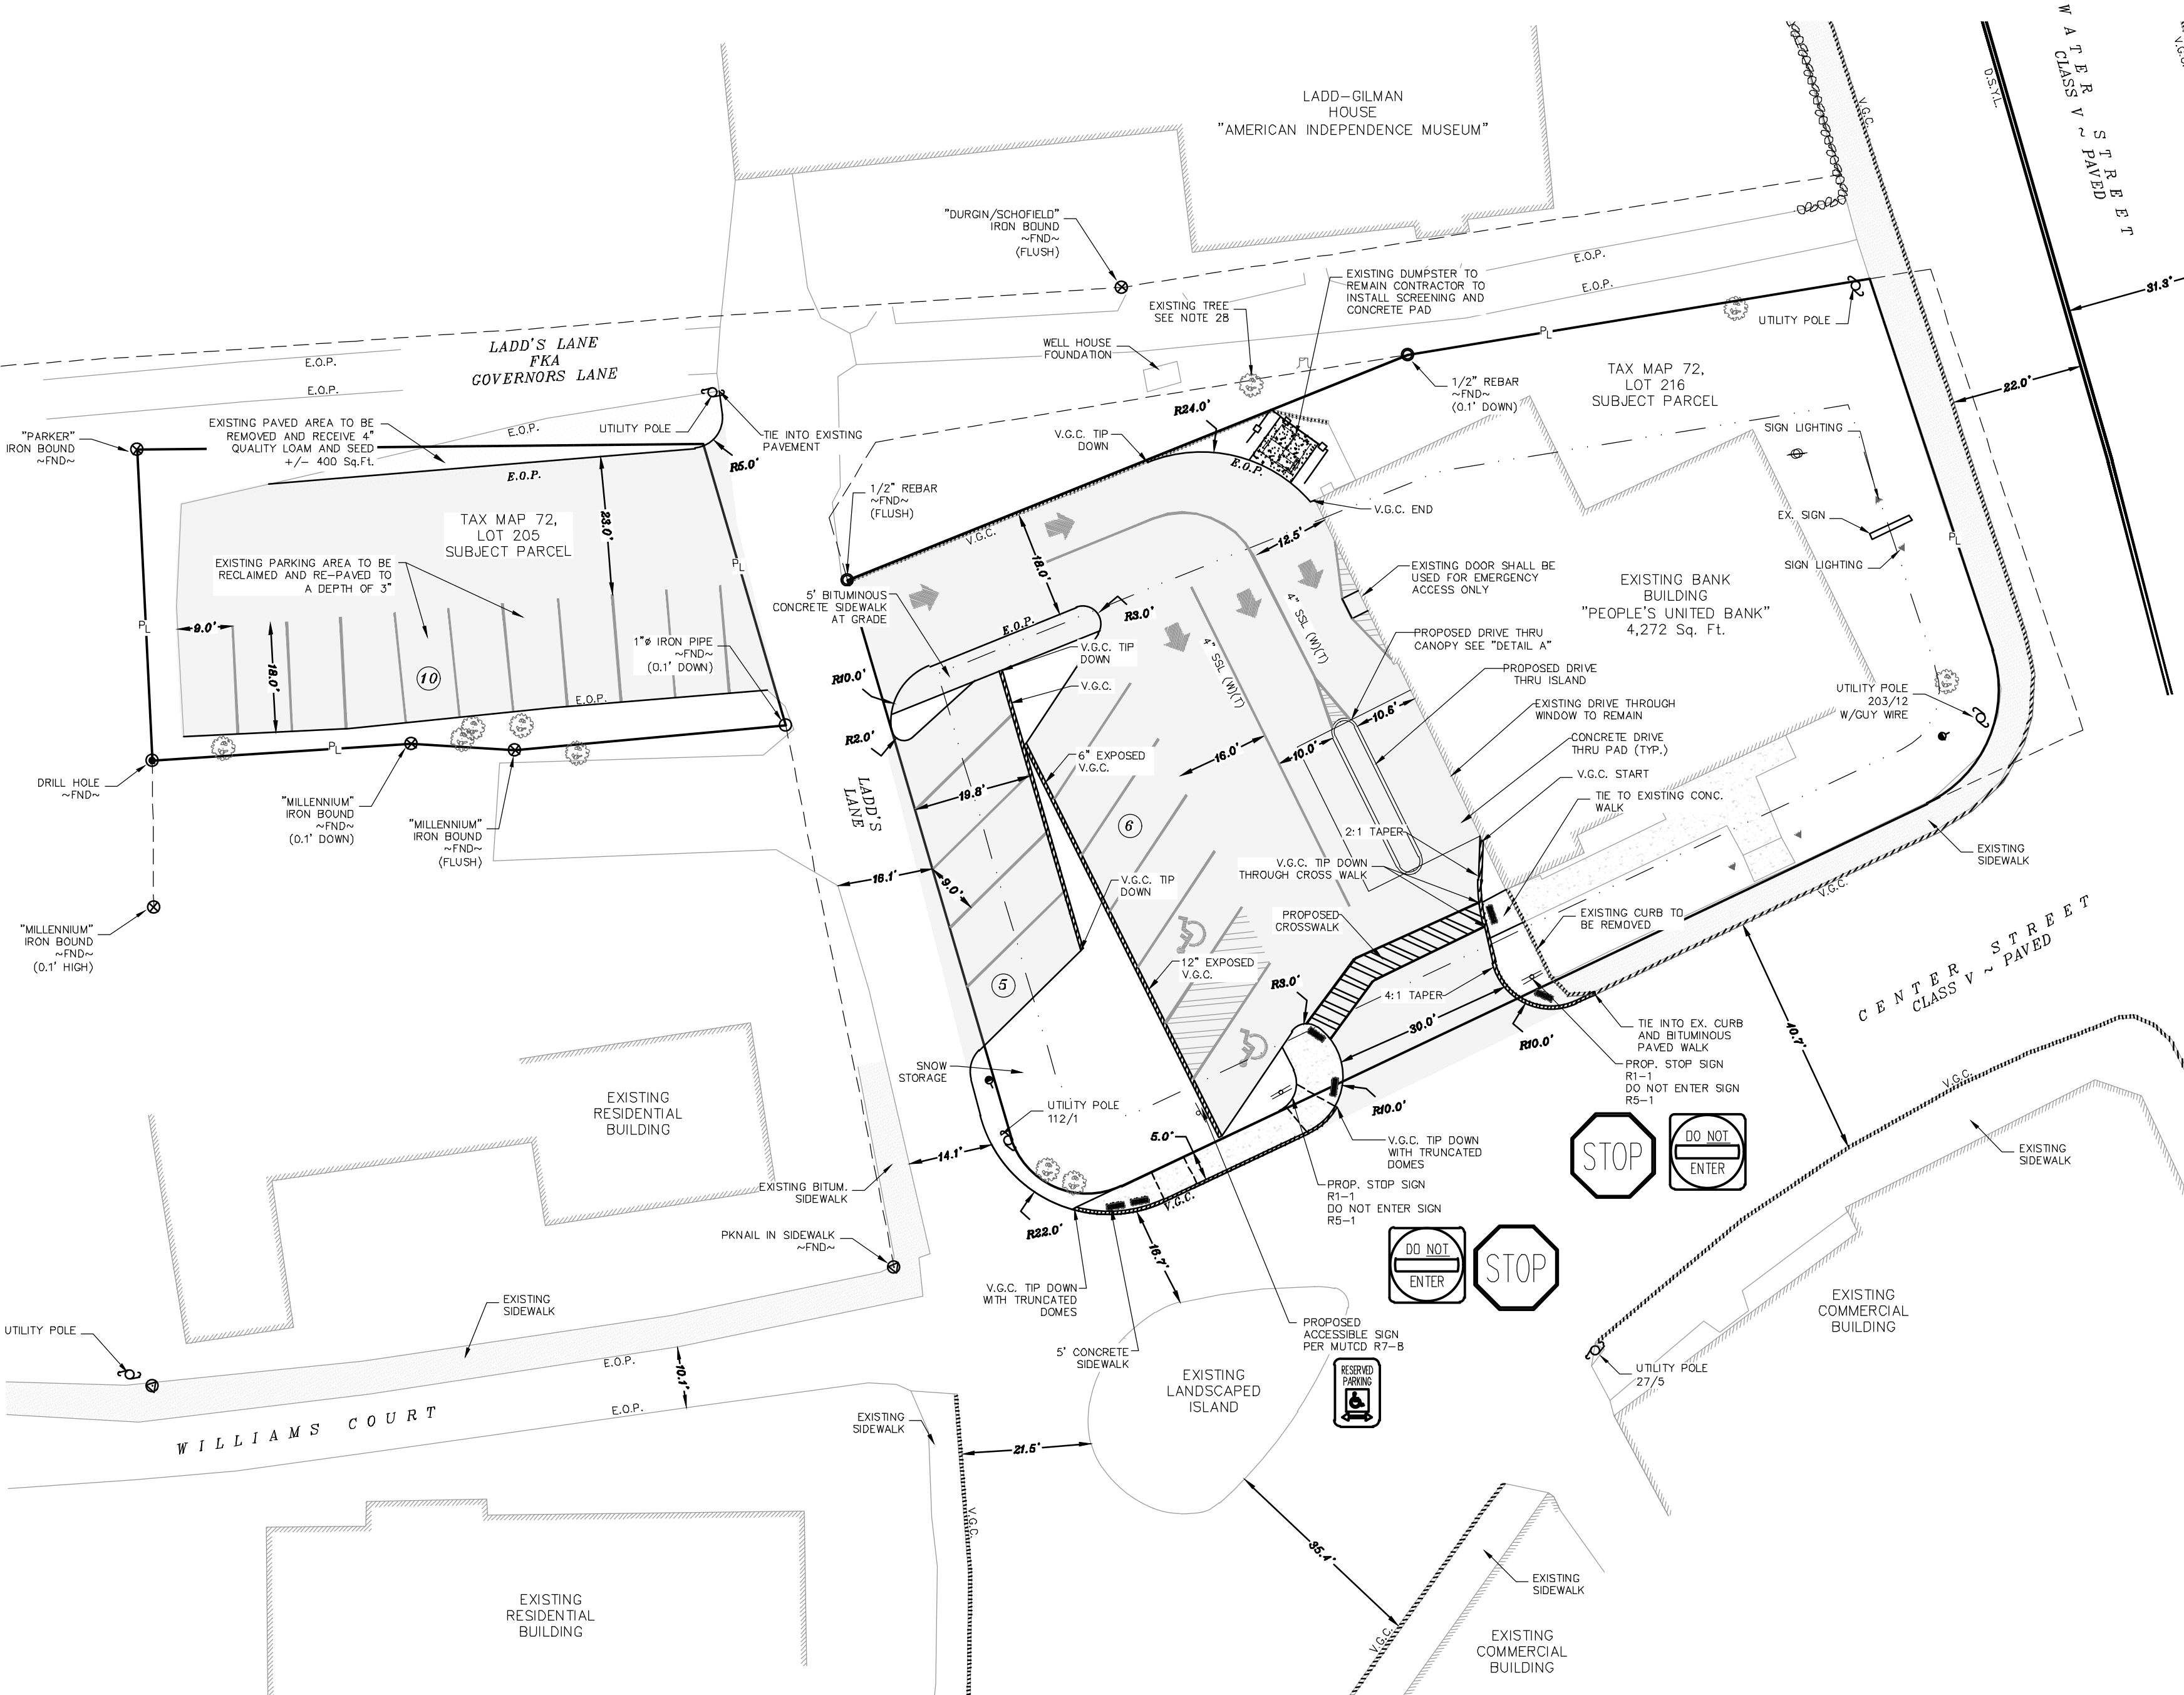 WATER STREET
CLASS V ~ PAVED
D.S.Y.L.
V.G.C.
V.G.C.
31.3'
22.0'
LADD-GILMAN
HOUSE
"AMERICAN INDEPENDENCE MUSEUM"
"DURGIN/SCHOFIELD"
IRON BOUND
~FND~
(FLUSH)
EXISTING TREE
SEE NOTE 28
EXISTING DUMPSTER TO
REMAIN CONTRACTOR TO
INSTALL SCREENING AND
CONCRETE PAD
E.O.P.
E.O.P.
UTILITY POLE
PL
WELL HOUSE
FOUNDATION
1/2" REBAR
~FND~
(0.1' DOWN)
TAX MAP 72,
LOT 216
SUBJECT PARCEL
LADD'S LANE
FKA
GOVERNORS LANE
E.O.P.
E.O.P.
E.O.P.
"PARKER"
IRON BOUND
~FND~
EXISTING PAVED AREA TO BE
REMOVED AND RECEIVE 4"
QUALITY LOAM AND SEED
+/- 400 Sq.Ft.
UTILITY POLE
TIE INTO EXISTING
PAVEMENT
R5.0'
E.O.P.
23.0'
TAX MAP 72,
LOT 205
SUBJECT PARCEL
EXISTING PARKING AREA TO BE
RECLAIMED AND RE-PAVED TO
A DEPTH OF 3"
PL
PL
9.0'
18.0'
10
E.O.P.
PL
1"ø IRON PIPE
~FND~
(0.1' DOWN)
DRILL HOLE
~FND~
"MILLENNIUM"
IRON BOUND
~FND~
(0.1' DOWN)
"MILLENNIUM"
IRON BOUND
~FND~
(FLUSH)
"MILLENNIUM"
IRON BOUND
~FND~
(0.1' HIGH)
V.G.C. TIP
DOWN
R24.0'
E.O.P.
V.G.C. END
1/2" REBAR
~FND~
(FLUSH)
V.G.C.
18.0'
12.5'
5' BITUMINOUS
CONCRETE SIDEWALK
AT GRADE
E.O.P.
R3.0'
V.G.C. TIP
DOWN
V.G.C.
R10.0'
R2.0'
4" SSL (W)(T)
4" SSL (W)(T)
SIGN LIGHTING
EX. SIGN
SIGN LIGHTING
PL
EXISTING DOOR SHALL BE
USED FOR EMERGENCY
ACCESS ONLY
EXISTING BANK
BUILDING
"PEOPLE'S UNITED BANK"
4,272 Sq. Ft.
PROPOSED DRIVE THRU
CANOPY SEE "DETAIL A"
PROPOSED DRIVE
THRU ISLAND
EXISTING DRIVE THROUGH
WINDOW TO REMAIN
CONCRETE DRIVE
THRU PAD (TYP.)
V.G.C. START
TIE TO EXISTING CONC.
WALK
UTILITY POLE
203/12
W/GUY WIRE
10.6'
10.0'
16.0'
6" EXPOSED
V.G.C.
LADD'S
LANE
19.8'
6
2:1 TAPER
V.G.C. TIP DOWN
THROUGH CROSS WALK
EXISTING
SIDEWALK
V.G.C.
16.1'
9.0'
V.G.C. TIP
DOWN
PROPOSED
CROSSWALK
EXISTING CURB TO
BE REMOVED
CENTER STREET
CLASS V ~ PAVED
12" EXPOSED
V.G.C.
5
R3.0'
4:1 TAPER
30.0'
R10.0'
TIE INTO EX. CURB
AND BITUMINOUS
PAVED WALK
40.7'
PROP. STOP SIGN
R1-1
DO NOT ENTER SIGN
R5-1
V.G.C.
STOP
DO NOT
ENTER
EXISTING
SIDEWALK
SNOW
STORAGE
UTILITY POLE
112/1
5.0'
R10.0'
V.G.C. TIP DOWN
WITH TRUNCATED
DOMES
PROP. STOP SIGN
R1-1
DO NOT ENTER SIGN
R5-1
DO NOT
ENTER
STOP
EXISTING
RESIDENTIAL
BUILDING
14.1'
EXISTING BITUM.
SIDEWALK
R22.0'
V.G.C.
16.7'
PKNAIL IN SIDEWALK
~FND~
V.G.C. TIP DOWN
WITH TRUNCATED
DOMES
5' CONCRETE
SIDEWALK
PROPOSED
ACCESSIBLE SIGN
PER MUTCD R7-8
RESERVED
PARKING
EXISTING
LANDSCAPED
ISLAND
EXISTING
COMMERCIAL
BUILDING
UTILITY POLE
27/5
UTILITY POLE
EXISTING
SIDEWALK
E.O.P.
10.1'
E.O.P.
WILLIAMS COURT
EXISTING
SIDEWALK
21.5'
V.G.C.
35.4'
V.G.C.
EXISTING
SIDEWALK
EXISTING
RESIDENTIAL
BUILDING
EXISTING
COMMERCIAL
BUILDING